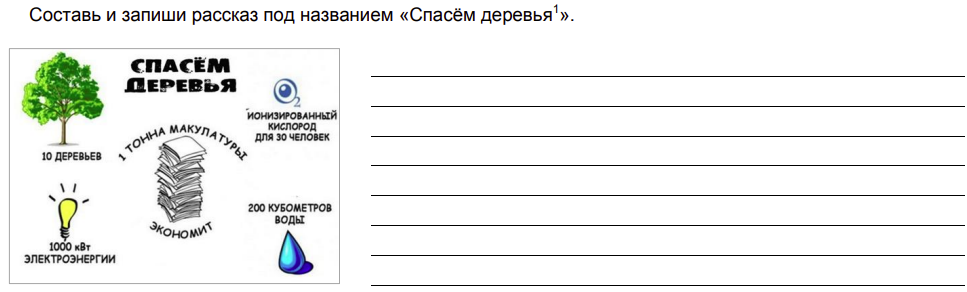 Составь и запиши рассказ под названием «Спасём деревья¹».
СПАСЁМ
ДЕРЕВЬЯ
10 ДЕРЕВЬЕВ
O2
ИОНИЗИРОВАННЫЙ
КИСЛОРОД
ДЛЯ 30 ЧЕЛОВЕК
1 ТОННА МАКУЛАТУРЫ
ЭКОНОМИТ
1000 кВт
ЭЛЕКТРОЭНЕРГИИ
200 КУБОМЕТРОВ
ВОДЫ